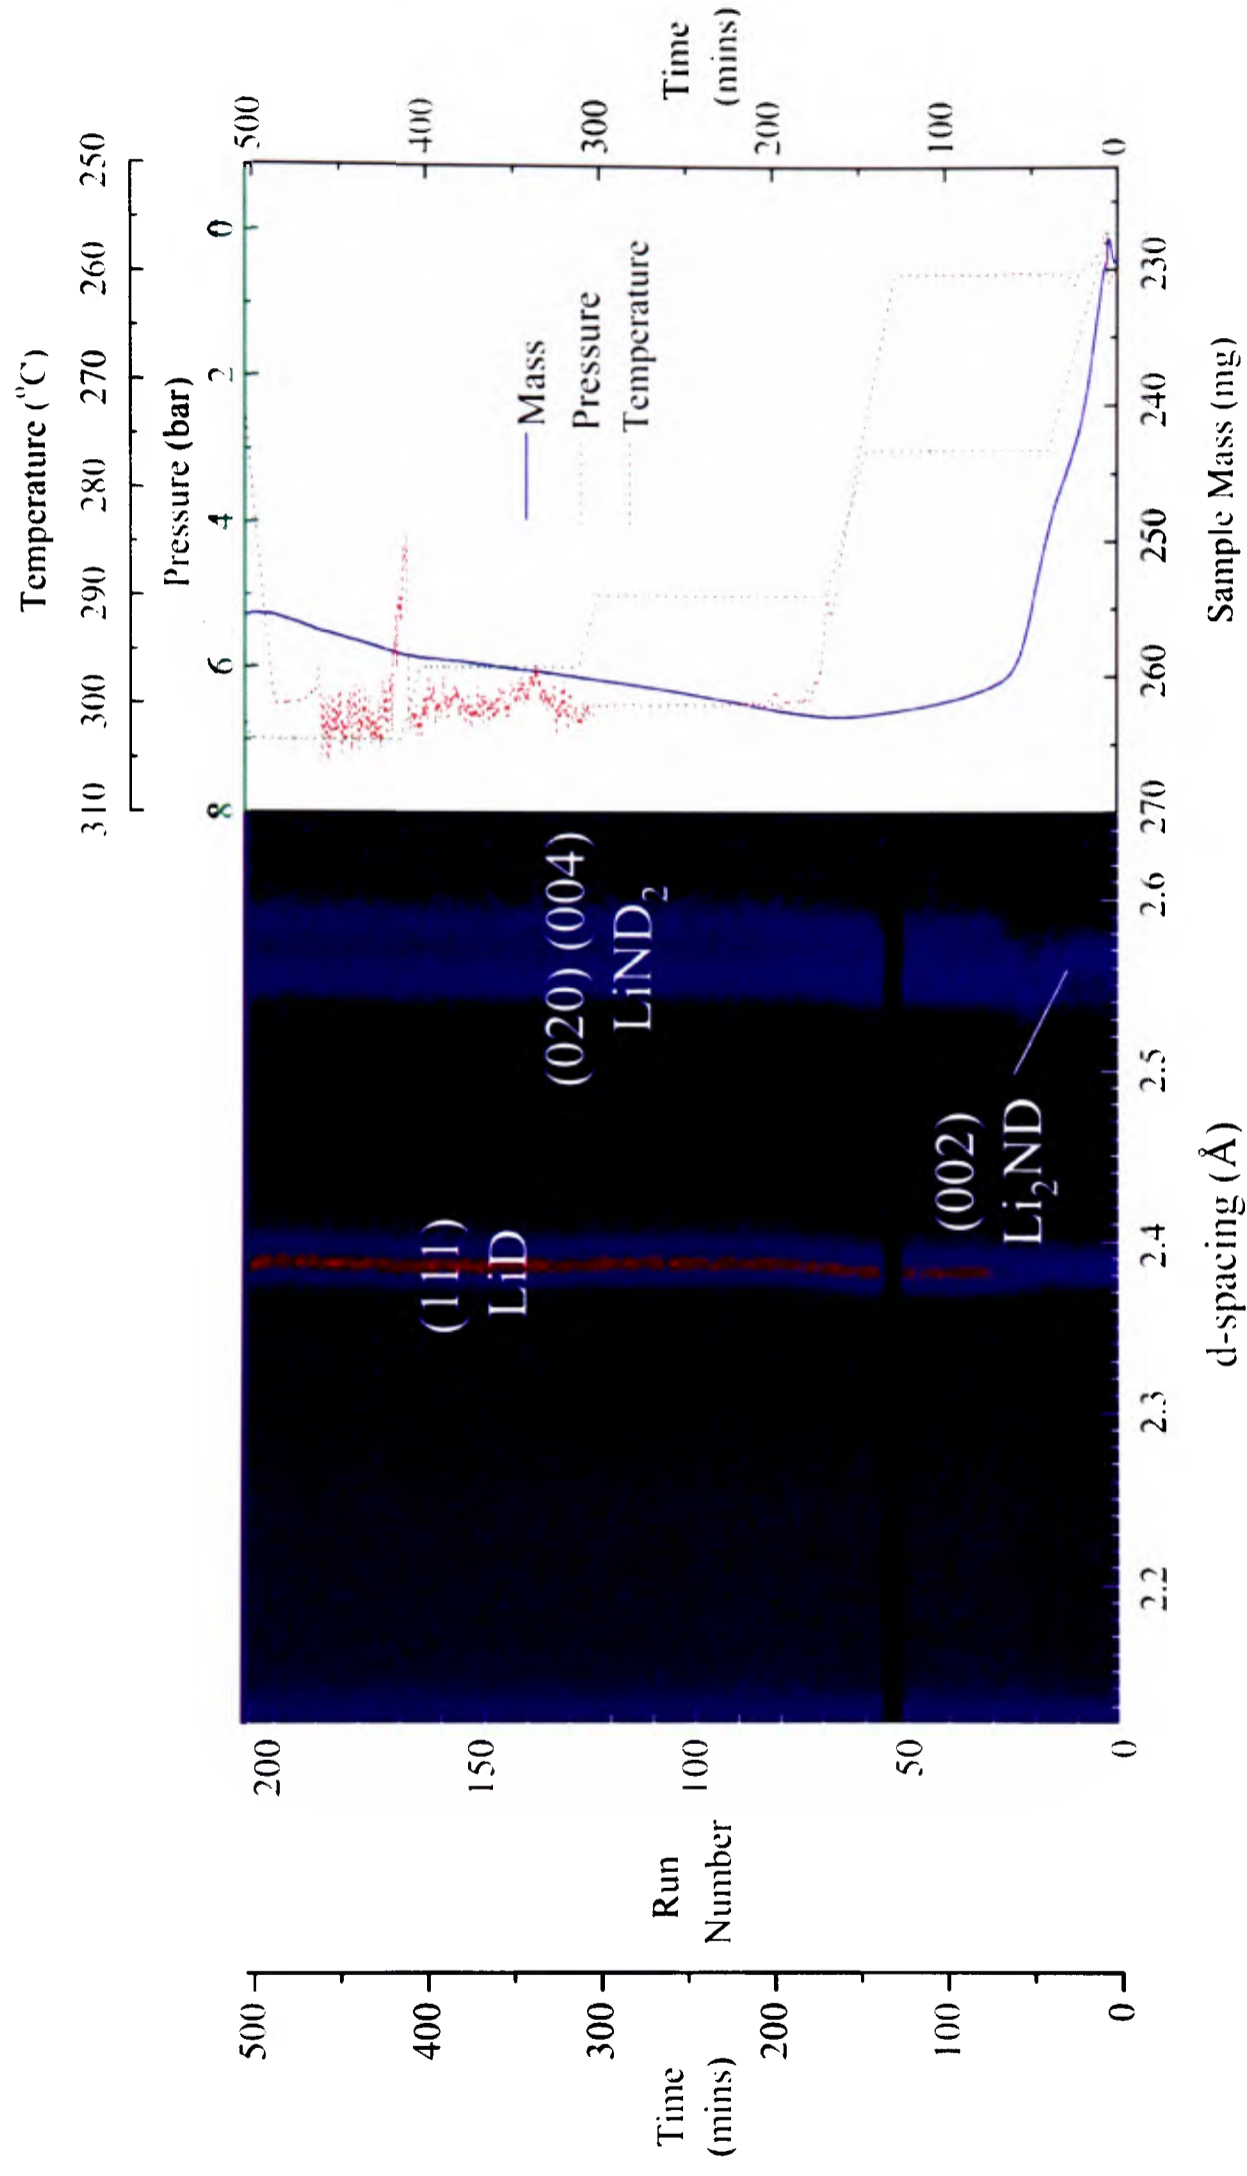 Temperature (°C)
310 300 290 280 270 260 250
Pressure (bar)
8 6 4 2 0
Time
(mins)
500
400
300
200
100
0
Run
Number
200
150
100
50
0
(111)
LiD
(020) (004)
LiND₂
(002)
Li₂ND
Mass
Pressure
Temperature
500
400
300
200
100
0
Time
(mins)
2.2 2.3 2.4 2.5 2.6
d-spacing (Å)
270 260 250 240 230
Sample Mass (mg)